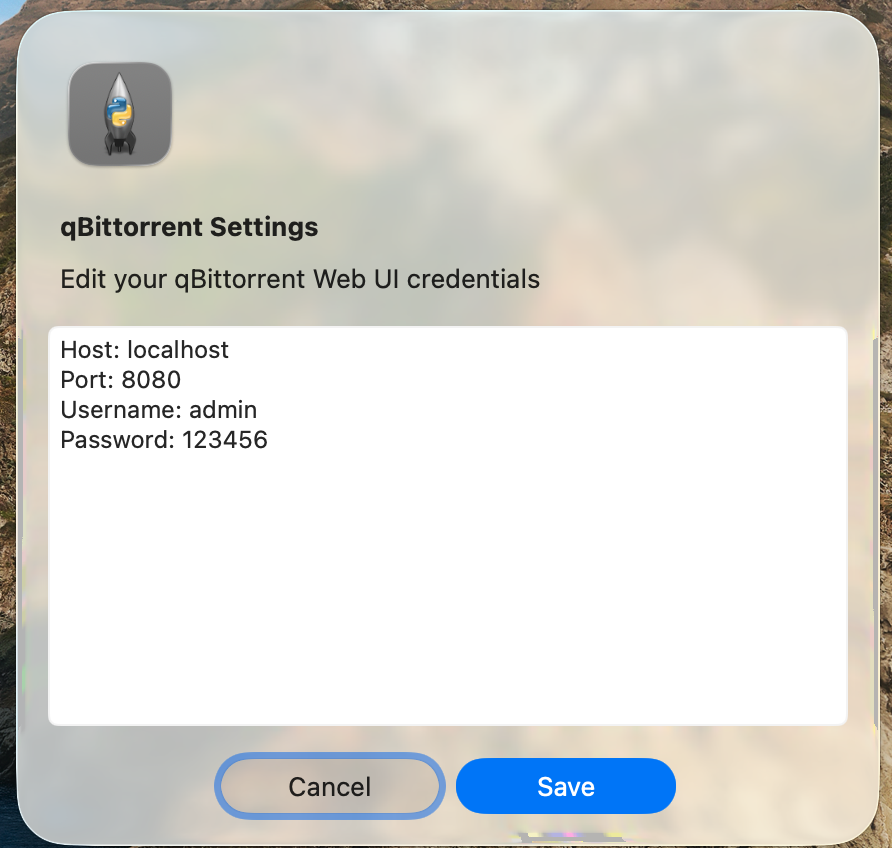 qBittorrent Settings
Edit your qBittorrent Web UI credentials
Host: localhost
Port: 8080
Username: admin
Password: 123456
Cancel
Save